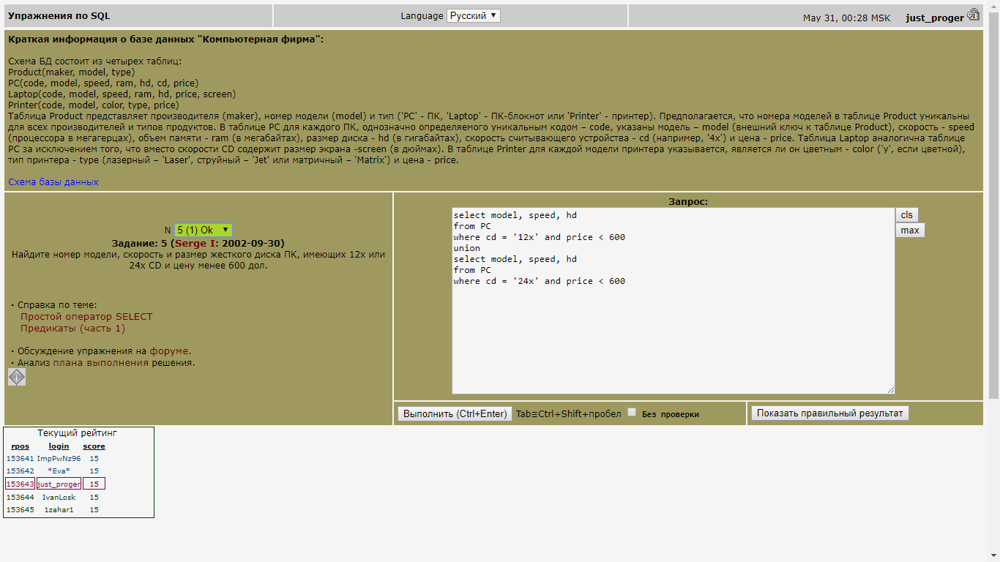 Упражнения по SQL
Language Русский
May 31, 00:28 MSK just_proger
Краткая информация о базе данных "Компьютерная фирма":
Схема БД состоит из четырех таблиц:
Product(maker, model, type)
PC(code, model, speed, ram, hd, cd, price)
Laptop(code, model, speed, ram, hd, price, screen)
Printer(code, model, color, type, price)
Таблица Product представляет производителя (maker), номер модели (model) и тип ('PC' - ПК, 'Laptop' - ПК-блокнот или 'Printer' - принтер). Предполагается, что номера моделей в таблице Product уникальны
для всех производителей и типов продуктов. В таблице PC для каждого ПК, однозначно определяемого уникальным кодом – code, указаны модель – model (внешний ключ к таблице Product), скорость - speed
(процессора в мегагерцах), объем памяти - ram (в мегабайтах), размер диска - hd (в гигабайтах), скорость считывающего устройства - cd (например, '4x') и цена - price. Таблица Laptop аналогична таблице
РС за исключением того, что вместо скорости CD содержит размер экрана -screen (в дюймах). В таблице Printer для каждой модели принтера указывается, является ли он цветным - color ('y', если цветной),
тип принтера - type (лазерный – 'Laser', струйный – 'Jet' или матричный – 'Matrix') и цена - price.
Схема базы данных
N 5 (1) Ok
Задание: 5 (Serge I: 2002-09-30)
Найдите номер модели, скорость и размер жесткого диска ПК, имеющих 12x или
24x CD и цену менее 600 дол.
· Справка по теме:
Простой оператор SELECT
Предикаты (часть 1)
· Обсуждение упражнения на форуме.
· Анализ плана выполнения решения.
Запрос:
select model, speed, hd
from PC
where cd = '12x' and price < 600
union
select model, speed, hd
from PC
where cd = '24x' and price < 600
cls
max
Выполнить (Ctrl+Enter) Tab≡Ctrl+Shift+пробел Без проверки
Показать правильный результат
Текущий рейтинг
rpos login score
153641 ImpPwNz96 15
153642 *Eva* 15
153643 just_proger 15
153644 IvanLosk 15
153645 1zahar1 15